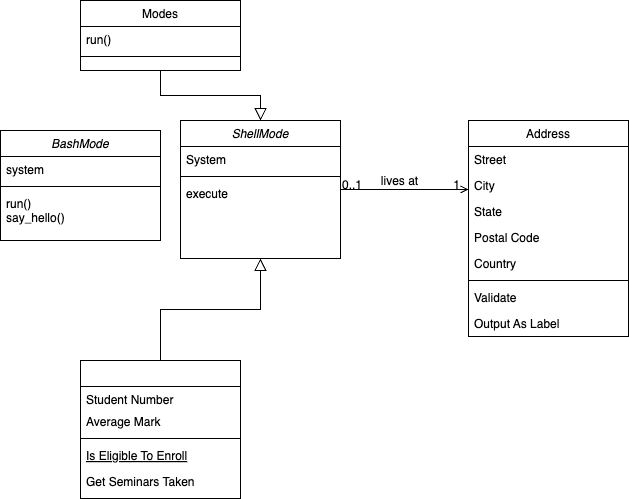 Modes
run()
BashMode
system
run()
say_hello()
ShellMode
System
execute
0..1
lives at
1
Address
Street
City
State
Postal Code
Country
Validate
Output As Label
Student Number
Average Mark
Is Eligible To Enroll
Get Seminars Taken